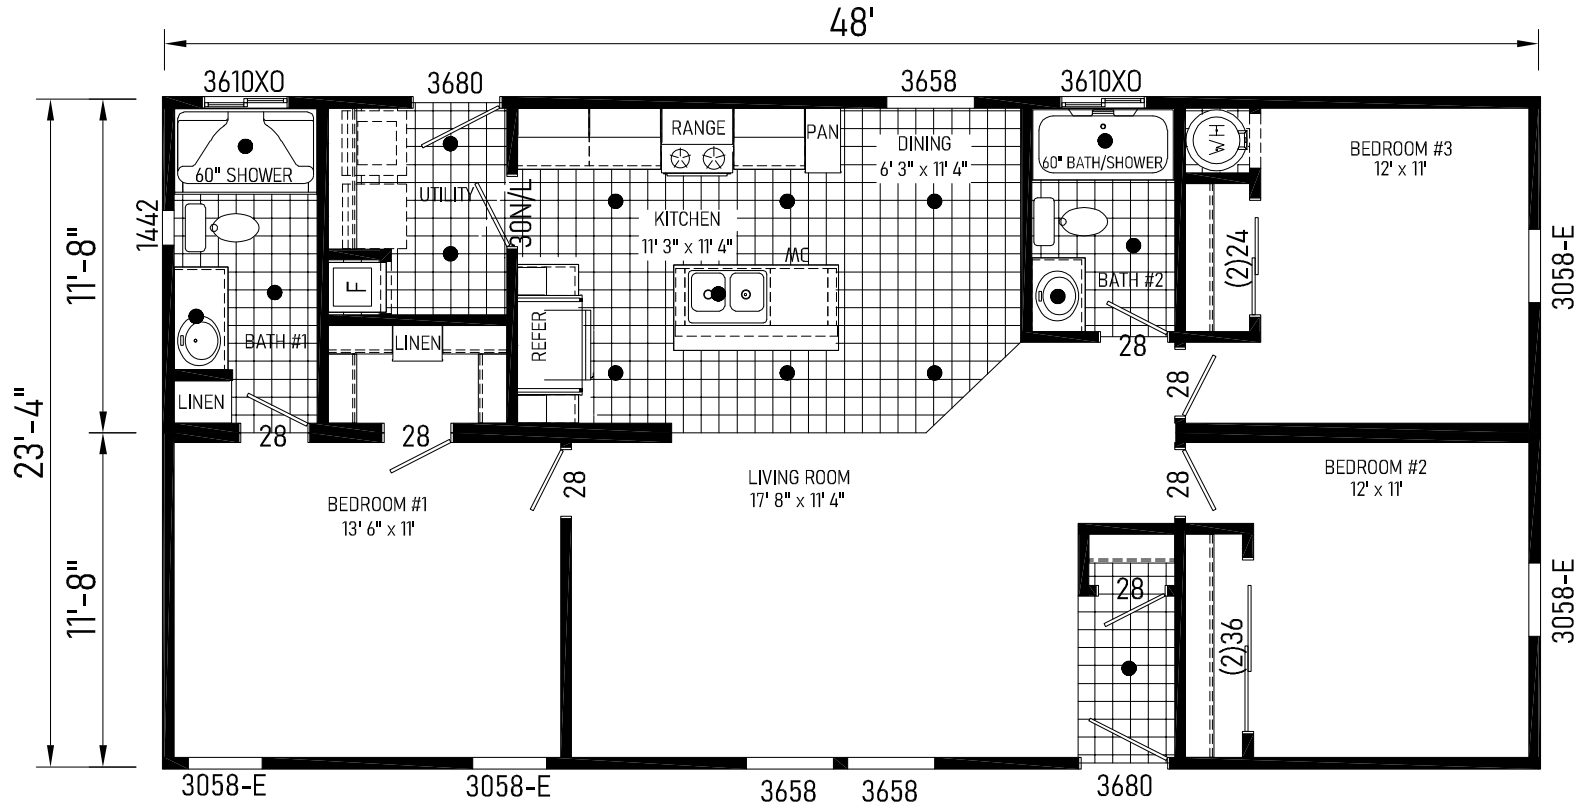 48'
3610XO
3680
3658
3610XO
RANGE
PAN
DINING
6' 3" x 11' 4"
60" SHOWER
60" BATH/SHOWER
WH
BEDROOM #3
12' x 11'
1442
11'-8"
UTILITY
30N/L
KITCHEN
11' 3" x 11' 4"
DW
(2)24
3058-E
BATH #2
F
BATH #1
LINEN
REFER.
28
28
23'-4"
LINEN
28
28
28
LIVING ROOM
17' 8" x 11' 4"
28
BEDROOM #2
12' x 11'
BEDROOM #1
13' 6" x 11'
11'-8"
28
(2)36
3058-E
3058-E
3058-E
3658
3658
3680